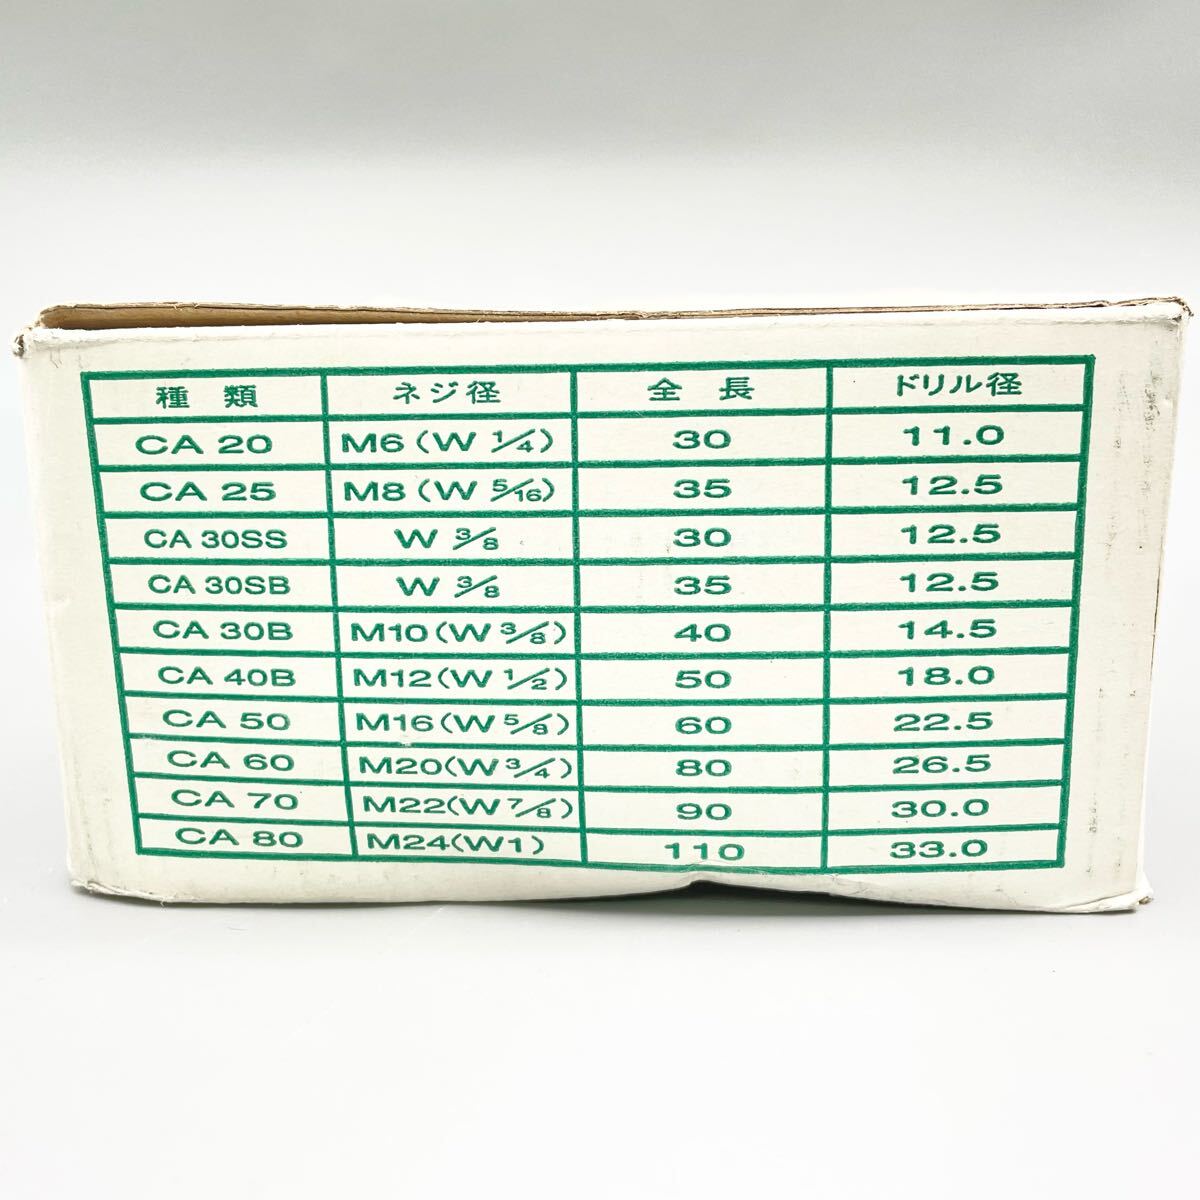 種類 ネジ径 全長 ドリル径
CA 20 M6(W 1/4) 30 11.0
CA 25 M8(W 5/16) 35 12.5
CA 30SS W 3/8 30 12.5
CA 30SB W 3/8 35 12.5
CA 30B M10(W 3/8) 40 14.5
CA 40B M12(W 1/2) 50 18.0
CA 50 M16(W 5/8) 60 22.5
CA 60 M20(W 3/4) 80 26.5
CA 70 M22(W 7/8) 90 30.0
CA 80 M24(W1) 110 33.0